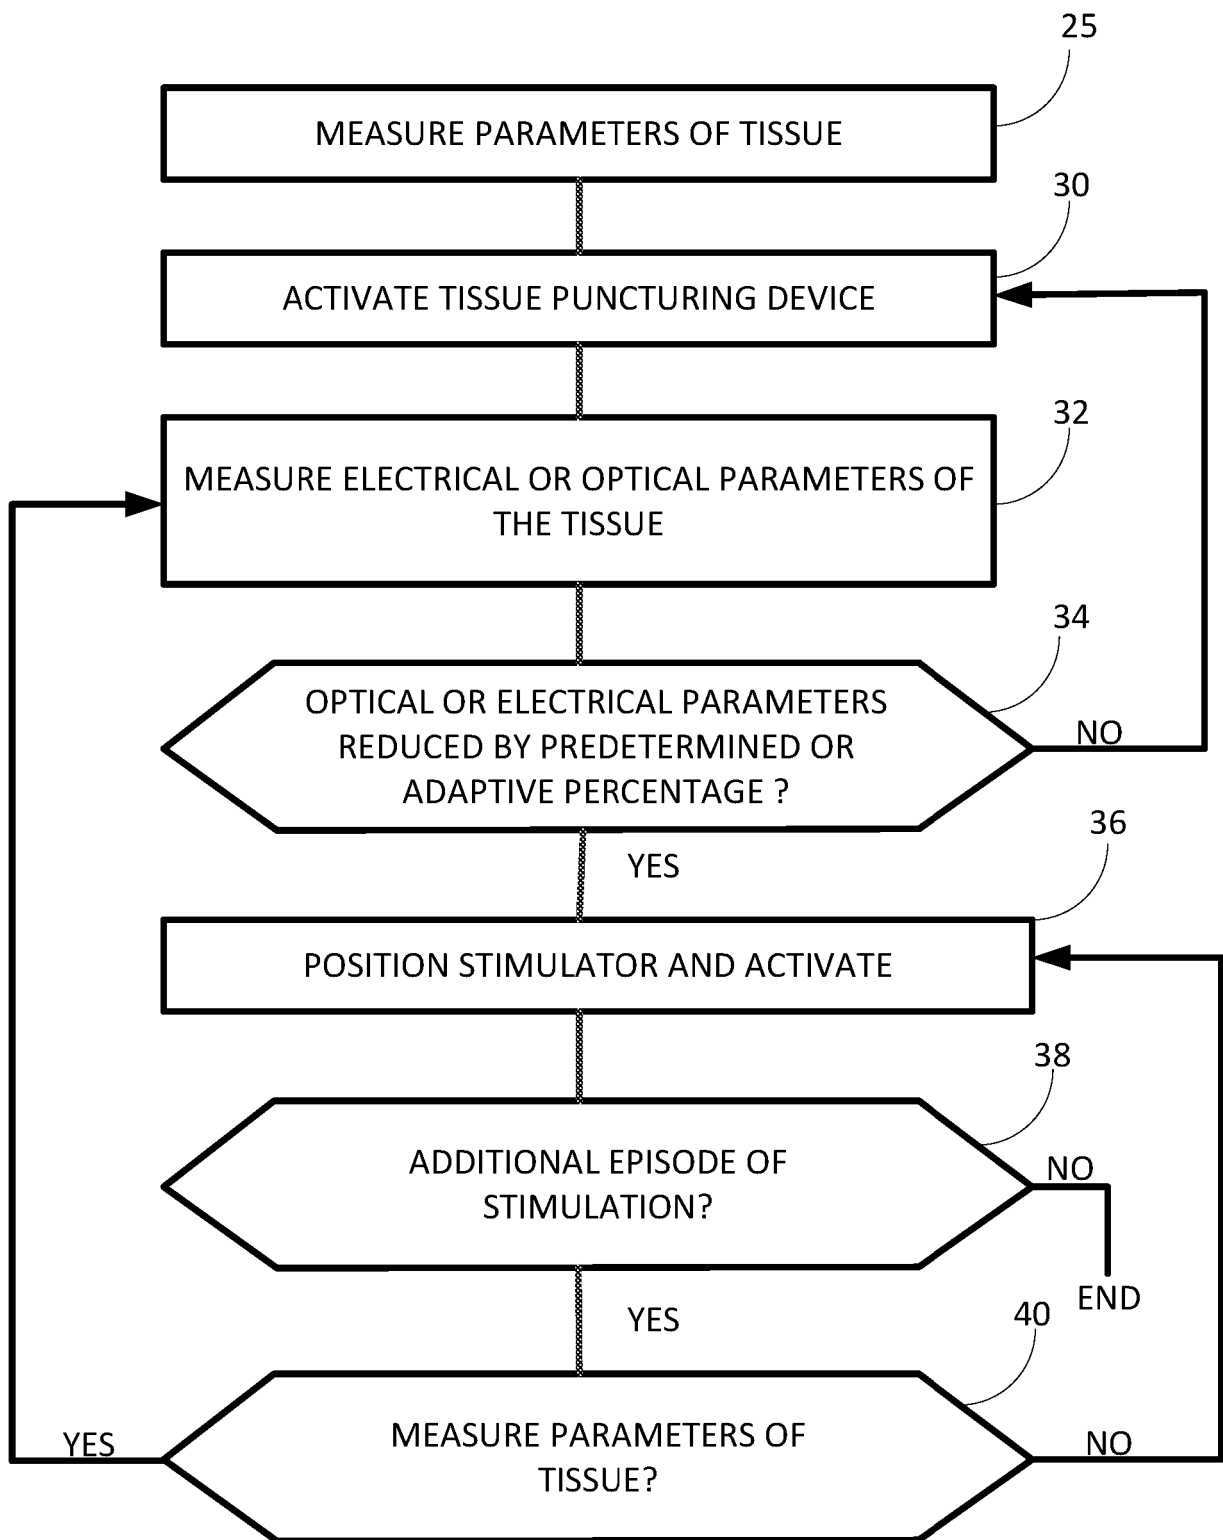 25
MEASURE PARAMETERS OF TISSUE
30
ACTIVATE TISSUE PUNCTURING DEVICE
32
MEASURE ELECTRICAL OR OPTICAL PARAMETERS OF
THE TISSUE
34
OPTICAL OR ELECTRICAL PARAMETERS
REDUCED BY PREDETERMINED OR
ADAPTIVE PERCENTAGE ?
NO
YES
36
POSITION STIMULATOR AND ACTIVATE
38
ADDITIONAL EPISODE OF
STIMULATION?
NO
END
YES
40
MEASURE PARAMETERS OF
TISSUE?
YES
NO